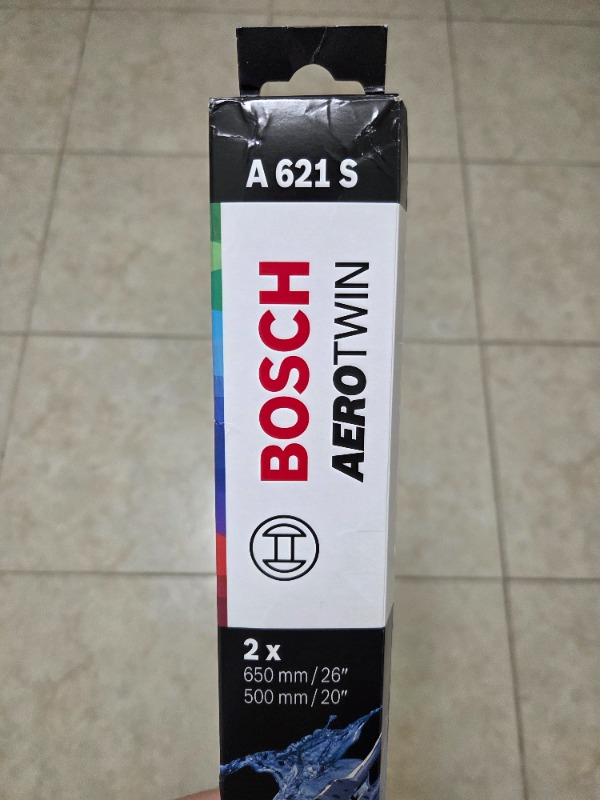 A 621 S
BOSCH
AEROTWIN
2 x
650 mm / 26"
500 mm / 20"